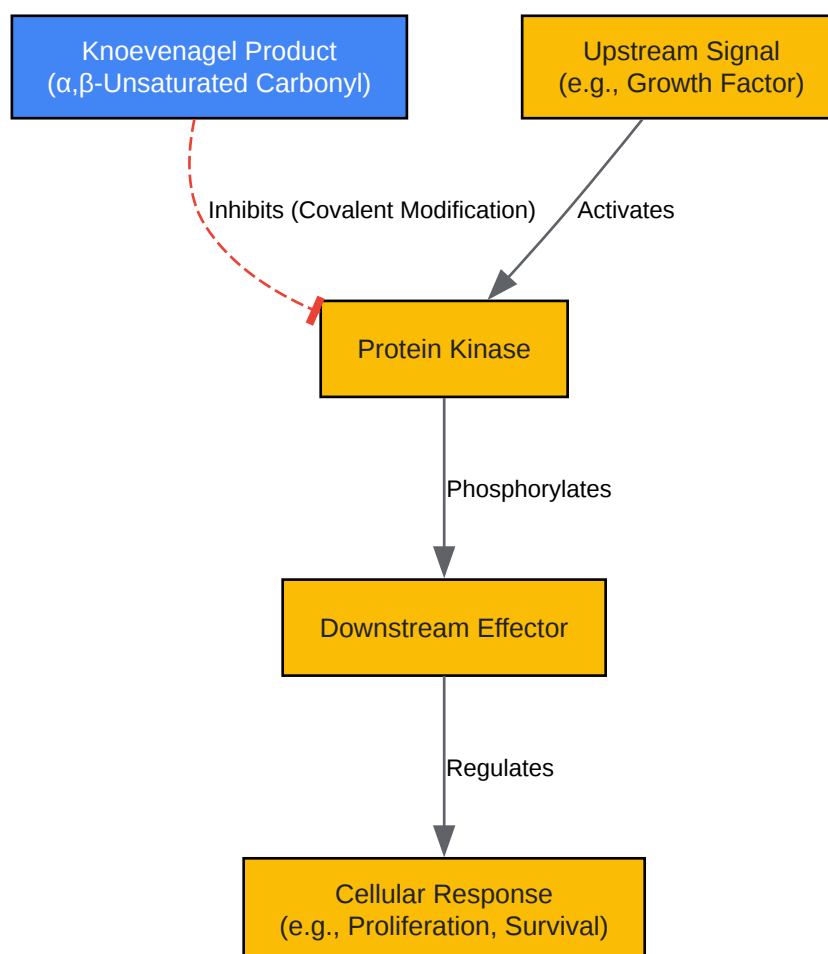 Knoevenagel Product
(α,β-Unsaturated Carbonyl)
Upstream Signal
(e.g., Growth Factor)
Inhibits (Covalent Modification)
Activates
Protein Kinase
Phosphorylates
Downstream Effector
Regulates
Cellular Response
(e.g., Proliferation, Survival)